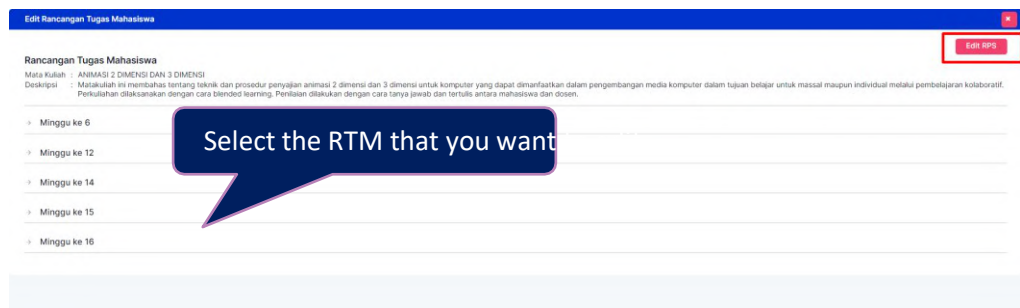 Edit Rancangan Tugas Mahasiswa
Edit RPS
Rancangan Tugas Mahasiswa
Mata Kuliah : ANIMASI 2 DIMENSI DAN 3 DIMENSI
Deskripsi : Matakuliah ini membahas tentang teknik dan prosedur penyajian animasi 2 dimensi dan 3 dimensi untuk komputer yang dapat dimanfaatkan dalam pengembangan media komputer dalam tujuan belajar untuk massal maupun individual melalui pembelajaran kolaboratif.
Perkuliahan dilaksanakan dengan cara blended learning. Penilaian dilakukan dengan cara tanya jawab dan tertulis antara mahasiswa dan dosen.
Minggu ke 6
Select the RTM that you want
Minggu ke 12
Minggu ke 14
Minggu ke 15
Minggu ke 16